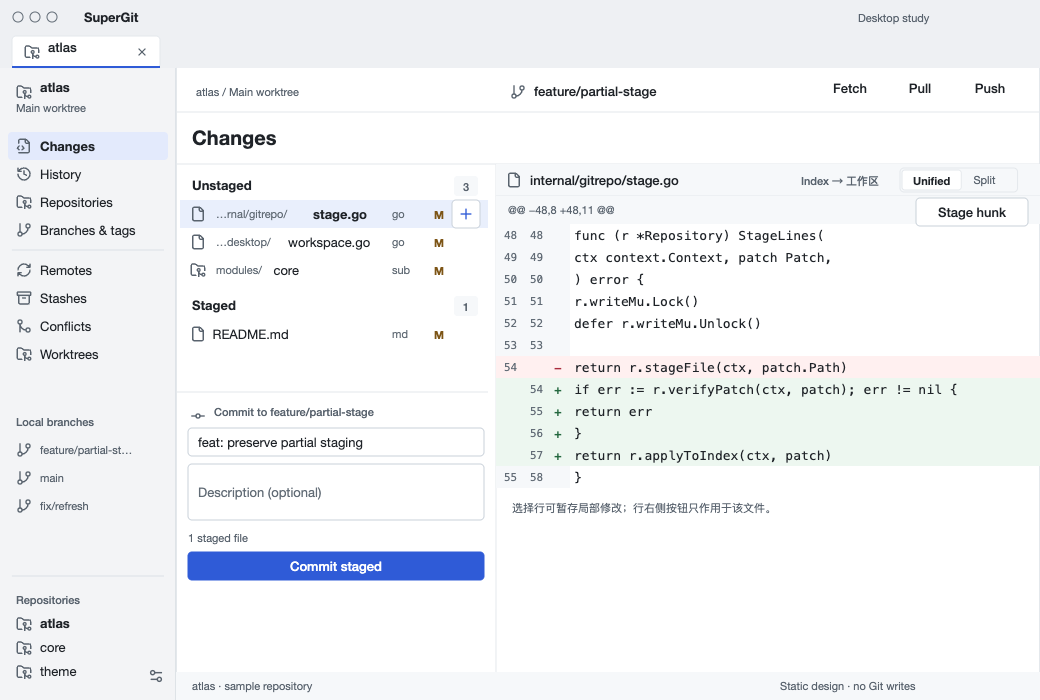 SuperGit
Desktop study
atlas
atlas
Main worktree
Changes
History
Repositories
Branches & tags
Remotes
Stashes
Conflicts
Worktrees
Local branches
feature/partial-st…
main
fix/refresh
Repositories
atlas
core
theme
atlas / Main worktree
feature/partial-stage
Fetch
Pull
Push
Changes
Unstaged 3
…rnal/gitrepo/ stage.go go M +
…desktop/ workspace.go go M
modules/ core sub M
Staged 1
README.md md M
Commit to feature/partial-stage
feat: preserve partial staging
Description (optional)
1 staged file
Commit staged
internal/gitrepo/stage.go
Index → 工作区
Unified
Split
@@ −48,8 +48,11 @@
Stage hunk
48 48 func (r *Repository) StageLines(
49 49 ctx context.Context, patch Patch,
50 50 ) error {
51 51 r.writeMu.Lock()
52 52 defer r.writeMu.Unlock()
53 53
54 − return r.stageFile(ctx, patch.Path)
54 + if err := r.verifyPatch(ctx, patch); err != nil {
55 + return err
56 + }
57 + return r.applyToIndex(ctx, patch)
55 58 }
选择行可暂存局部修改；行右侧按钮只作用于该文件。
atlas · sample repository
Static design · no Git writes